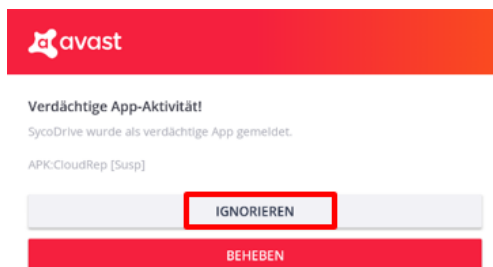 avast
Verdächtige App-Aktivität!
SycoDrive wurde als verdächtige App gemeldet.
APK:CloudRep [Susp]
IGNORIEREN
BEHEBEN